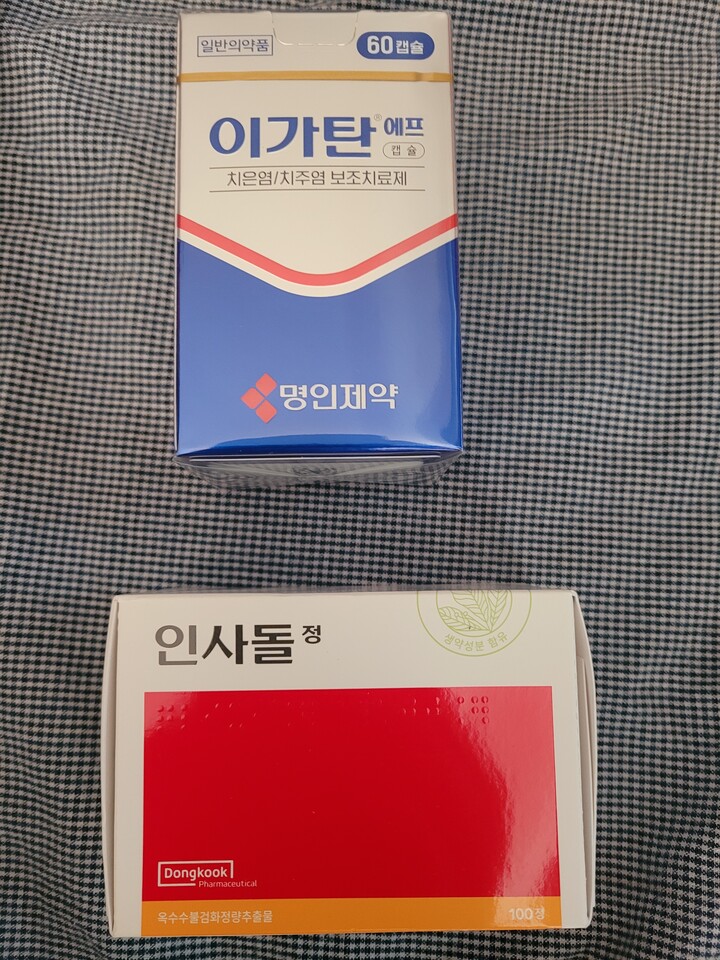 일반의약품
60캡슐
이가탄® 에프
캡슐
치은염/치주염 보조치료제
명인제약
인사돌 정
생약성분 함유
Dongkook
Pharmaceutical
옥수수불검화정량추출물
100정